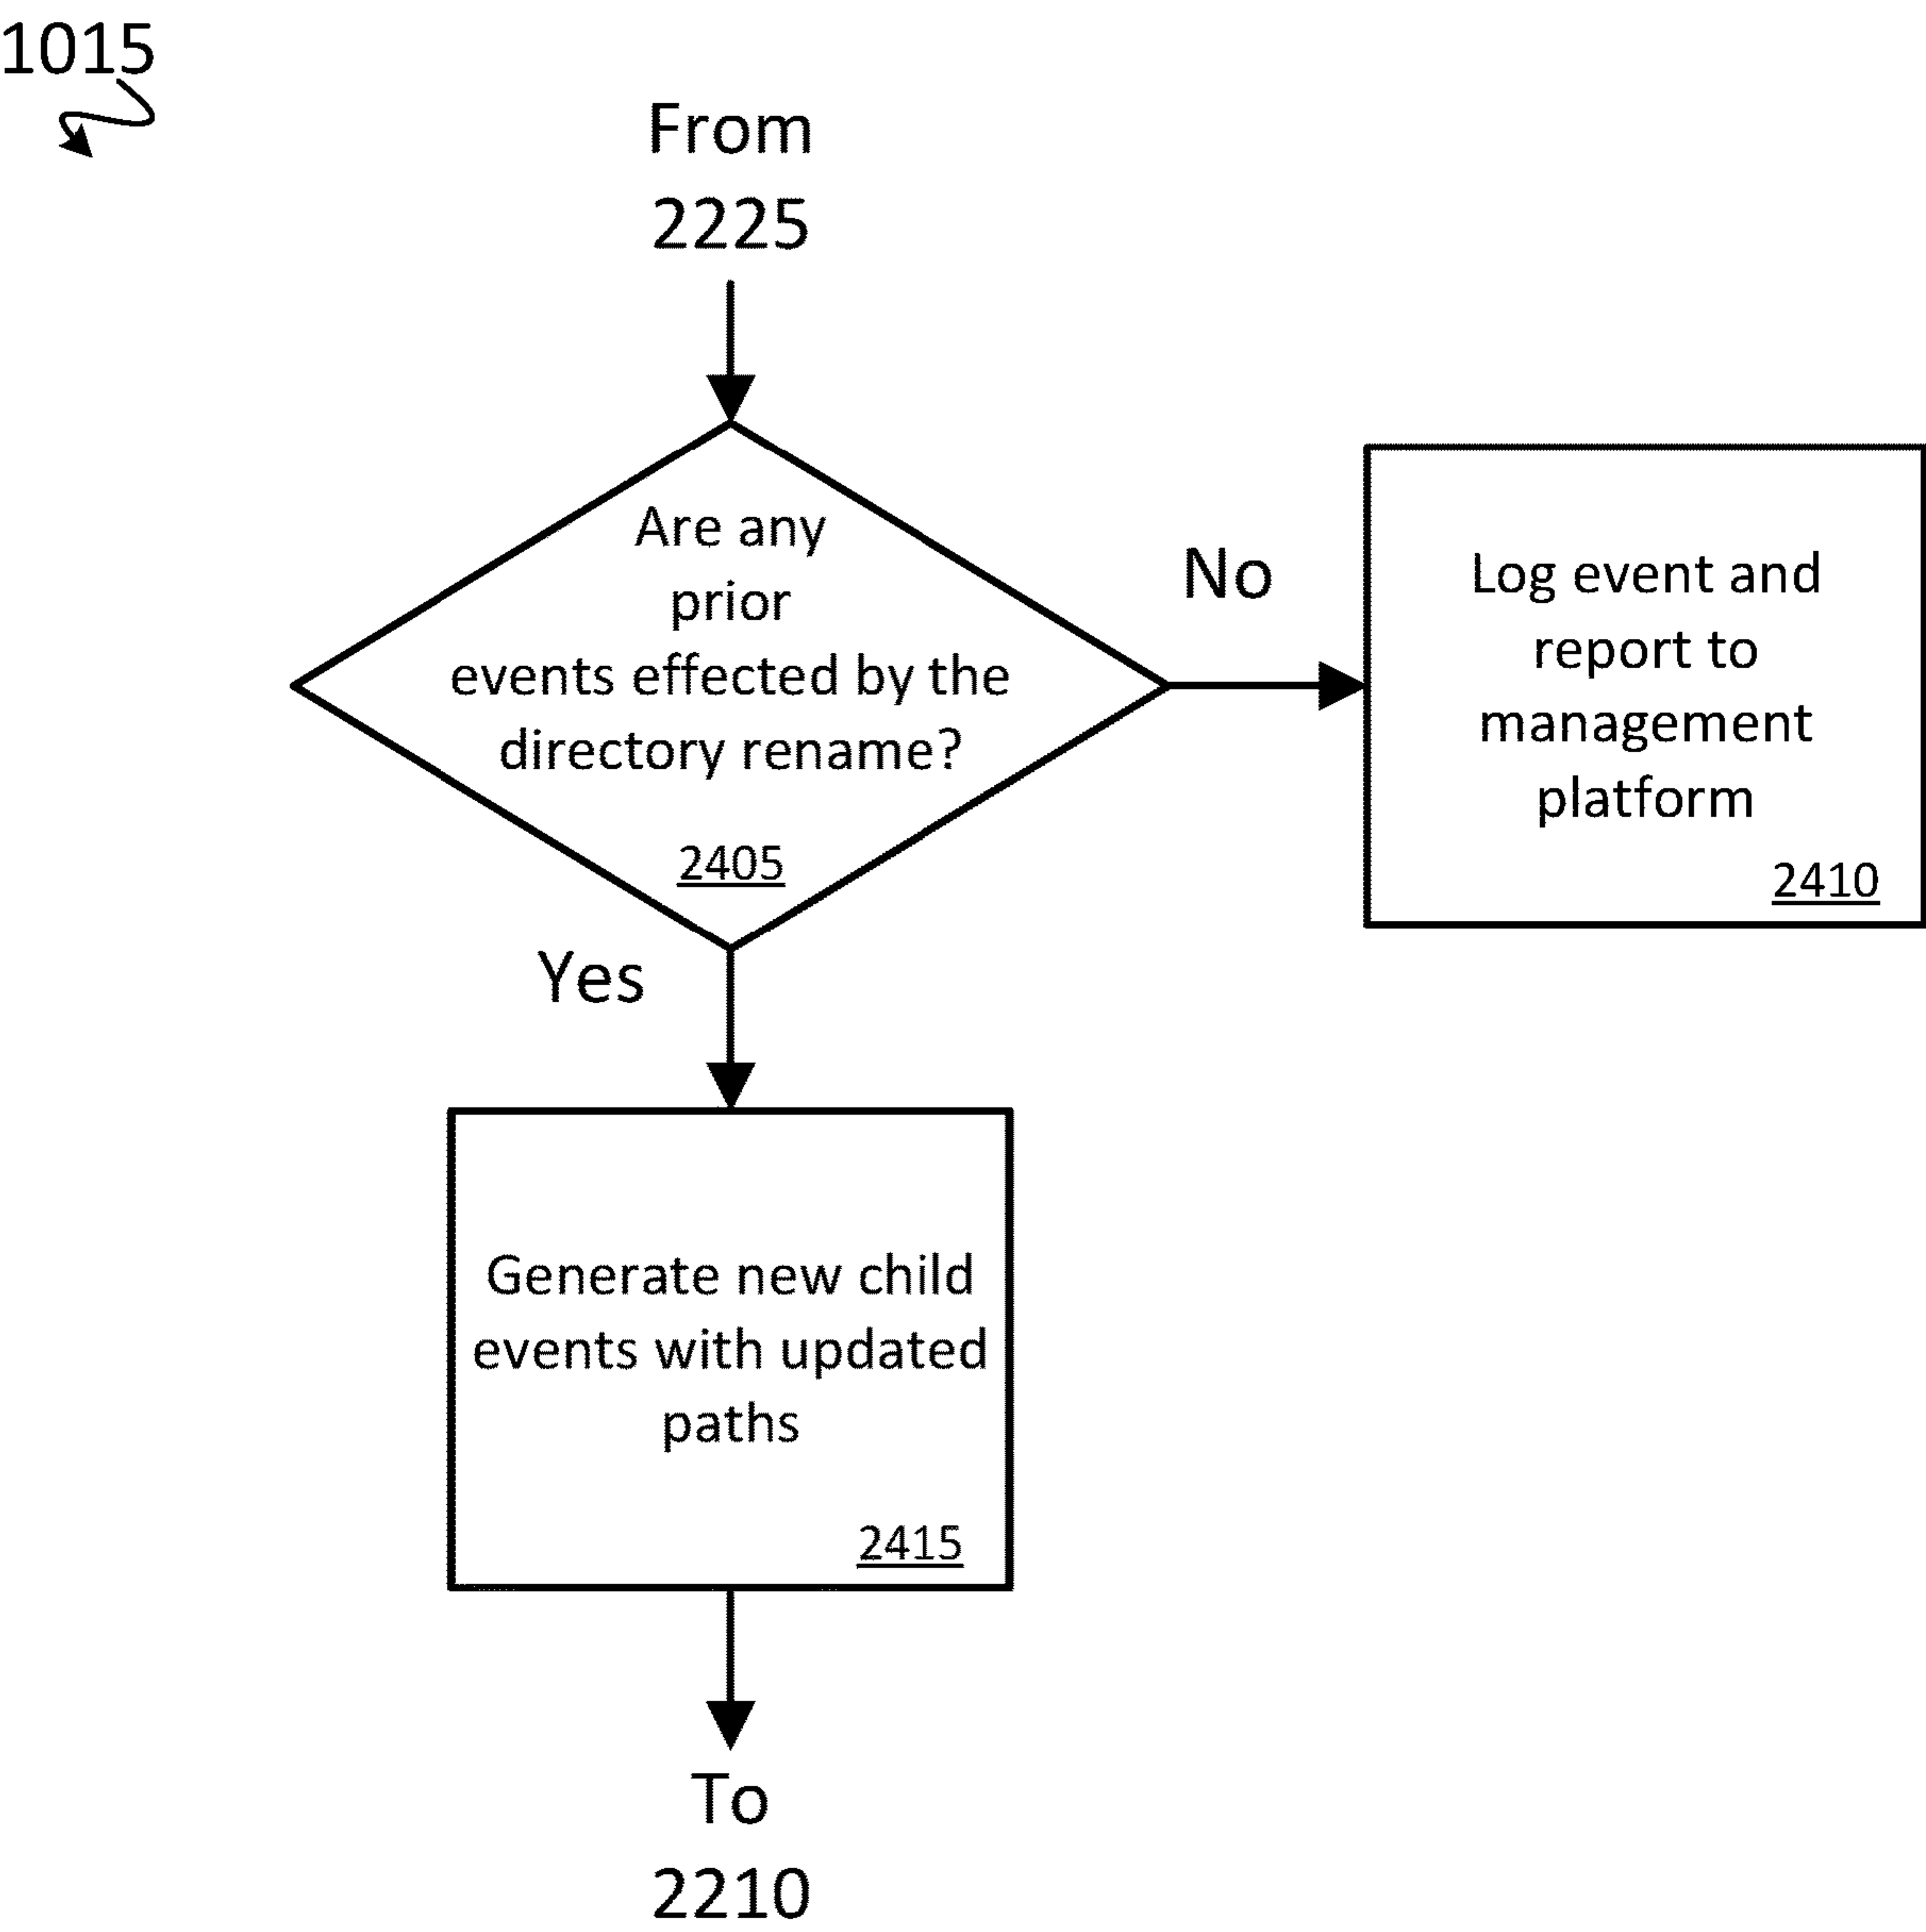 1015
From
2225
Are any
prior
events effected by the
directory rename?
2405
No
Log event and
report to
management
platform
2410
Yes
Generate new child
events with updated
paths
2415
To
2210